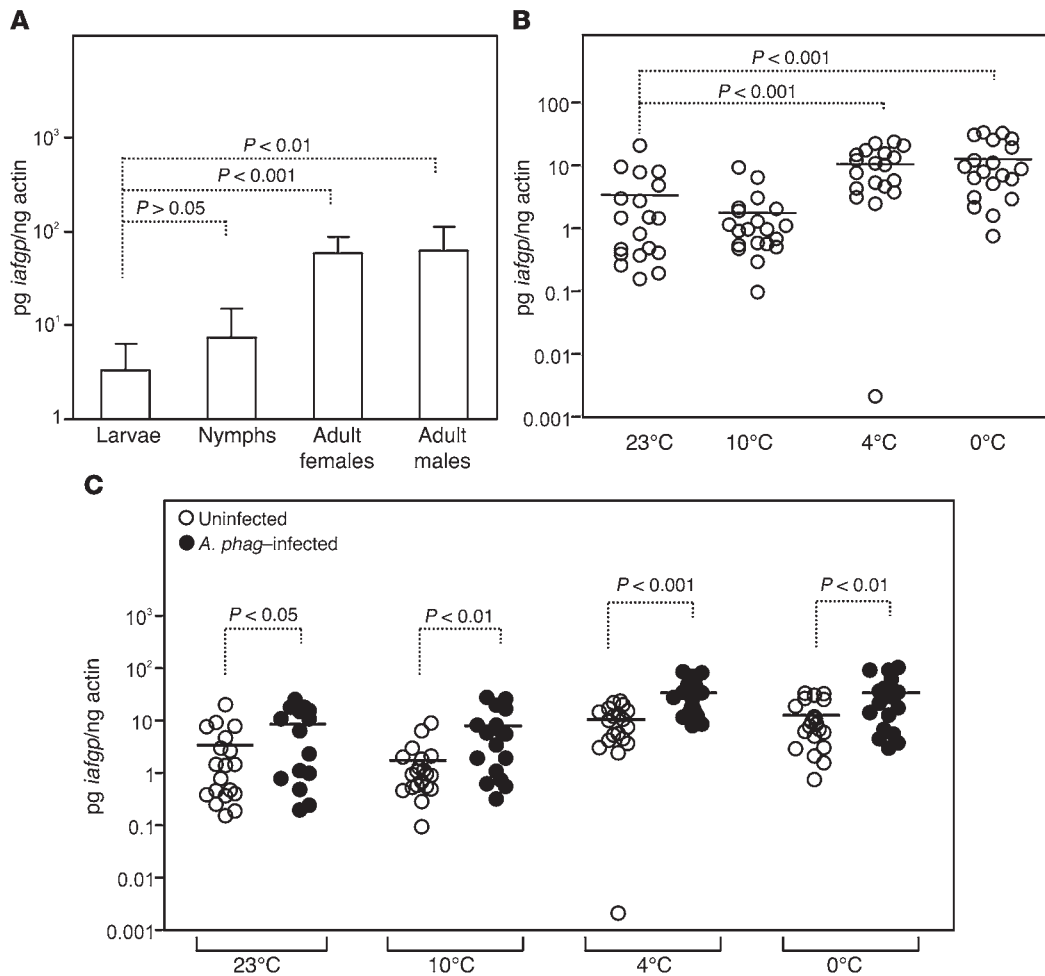 A
pg iafgp/ng actin
10³
10²
10¹
1
P < 0.01
P < 0.001
P > 0.05
Larvae
Nymphs
Adult
females
Adult
males
B
pg iafgp/ng actin
100
10
1
0.1
0.01
0.001
P < 0.001
P < 0.001
23°C
10°C
4°C
0°C
C
Uninfected
A. phag–infected
pg iafgp/ng actin
10³
10²
10
1
0.1
0.01
0.001
P < 0.05
P < 0.01
P < 0.001
P < 0.01
23°C
10°C
4°C
0°C